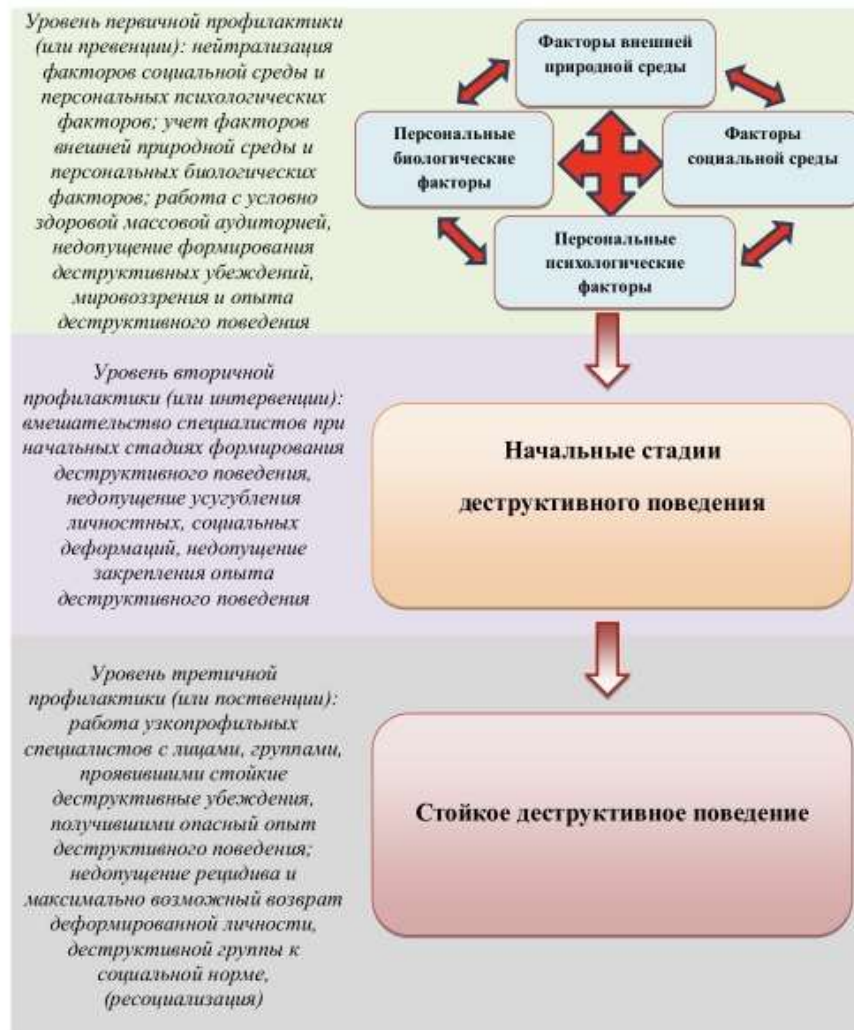 Уровень первичной профилактики
(или превенции): нейтрализация
факторов социальной среды и
персональных психологических
факторов; учет факторов
внешней природной среды и
персональных биологических
факторов; работа с условно
здоровой массовой аудиторией,
недопущение формирования
деструктивных убеждений,
мировоззрения и опыта
деструктивного поведения
Факторы внешней
природной среды
Персональные
биологические
факторы
Факторы
социальной среды
Персональные
психологические
факторы
Уровень вторичной
профилактики (или интервенции):
вмешательство специалистов при
начальных стадиях формирования
деструктивного поведения,
недопущение усугубления
личностных, социальных
деформаций, недопущение
закрепления опыта
деструктивного поведения
Начальные стадии
деструктивного поведения
Уровень третичной
профилактики (или поственции):
работа узкопрофильных
специалистов с лицами, группами,
проявившими стойкие
деструктивные убеждения,
получившими опасный опыт
деструктивного поведения;
недопущение рецидива и
максимально возможный возврат
деформированной личности,
деструктивной группы к
социальной норме,
(ресоциализация)
Стойкое деструктивное поведение